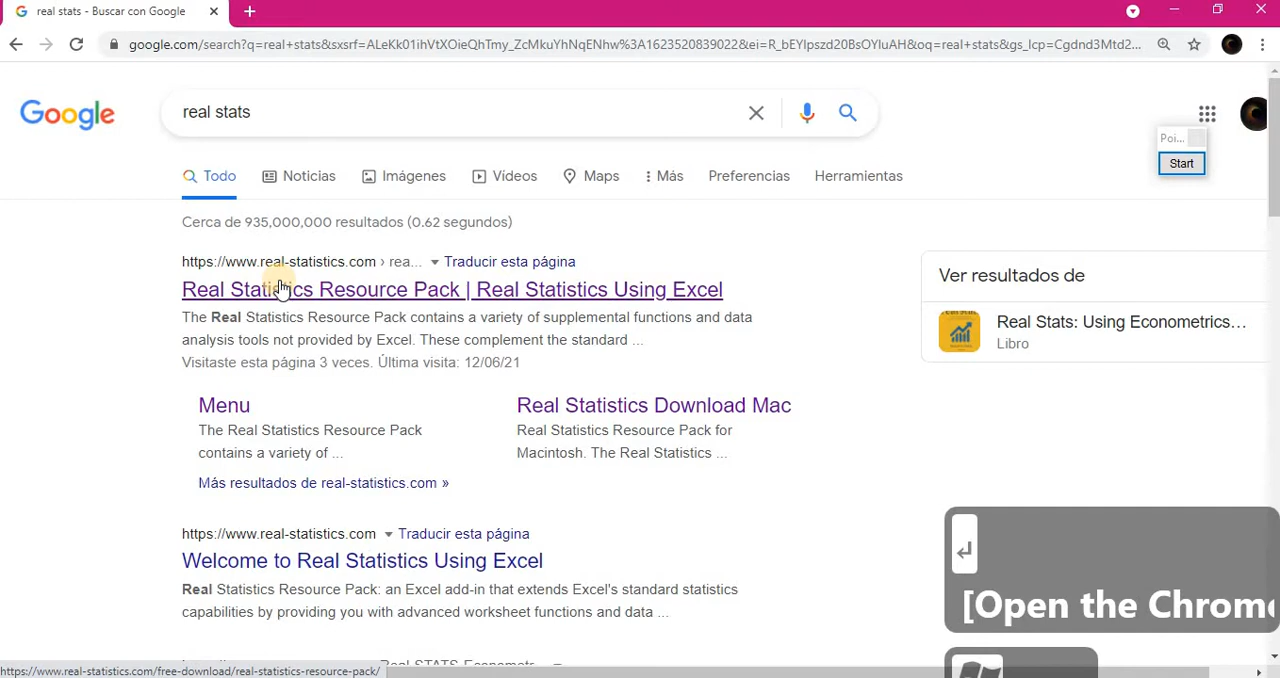 real stats - Buscar con Google
google.com/search?q=real+stats&sxsrf=ALeKk01ihVtXOieQhTmy_ZcMkuYhNqENhw%3A1623520839022&ei=R_bEYIpszd20BsOYIuAH&oq=real+stats&gs_lcp=Cgdnd3Mtd2...
Google
real stats
Poi...
Start
Todo
Noticias
Imágenes
Vídeos
Maps
Más
Preferencias
Herramientas
Cerca de 935,000,000 resultados (0.62 segundos)
https://www.real-statistics.com › rea... Traducir esta página
Real Statistics Resource Pack | Real Statistics Using Excel
The Real Statistics Resource Pack contains a variety of supplemental functions and data
analysis tools not provided by Excel. These complement the standard ...
Visitaste esta página 3 veces. Última visita: 12/06/21
Ver resultados de
Real Stats: Using Econometrics…
Libro
Menu
The Real Statistics Resource Pack
contains a variety of ...
Real Statistics Download Mac
Real Statistics Resource Pack for
Macintosh. The Real Statistics ...
Más resultados de real-statistics.com »
https://www.real-statistics.com Traducir esta página
Welcome to Real Statistics Using Excel
Real Statistics Resource Pack: an Excel add-in that extends Excel's standard statistics
capabilities by providing you with advanced worksheet functions and data ...
[Open the Chrome
https://www.real-statistics.com/free-download/real-statistics-resource-pack/